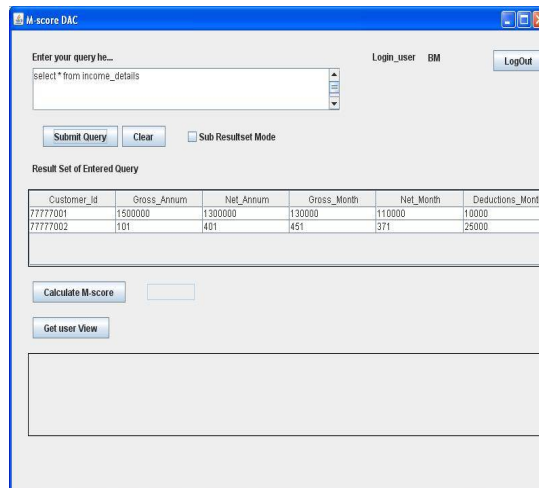 M-score DAC
Enter your query he... Login_user BM LogOut
select * from income_details
Submit Query Clear Sub Resultset Mode
Result Set of Entered Query
Customer_Id Gross_Annum Net_Annum Gross_Month Net_Month Deductions_Mont
77777001 1500000 1300000 130000 110000 10000
77777002 101 401 451 371 25000
Calculate M-score
Get user View